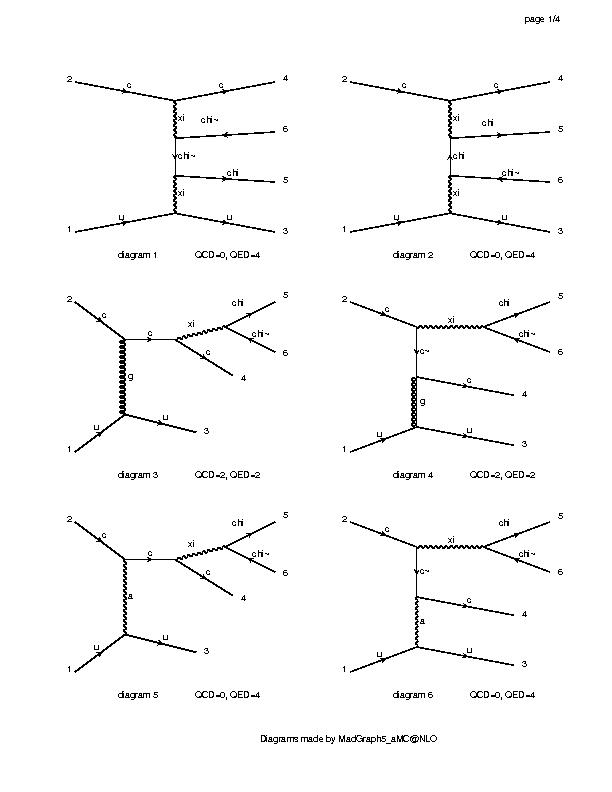 page 1/4
2 c c 4
xi chi~
6
chi~
chi 5
xi
1 u u 3
diagram 1 QCD=0, QED=4
2 c c 4
xi chi
5
chi
chi~ 6
xi
1 u u 3
diagram 2 QCD=0, QED=4
2 c c xi chi 5
chi~ 6
c 4
g
1 u u 3
diagram 3 QCD=2, QED=2
2 c xi chi 5
chi~ 6
c~
c 4
g
1 u u 3
diagram 4 QCD=2, QED=2
2 c c xi chi 5
chi~ 6
c 4
a
1 u u 3
diagram 5 QCD=0, QED=4
2 c xi chi 5
chi~ 6
c~
c 4
a
1 u u 3
diagram 6 QCD=0, QED=4
Diagrams made by MadGraph5_aMC@NLO